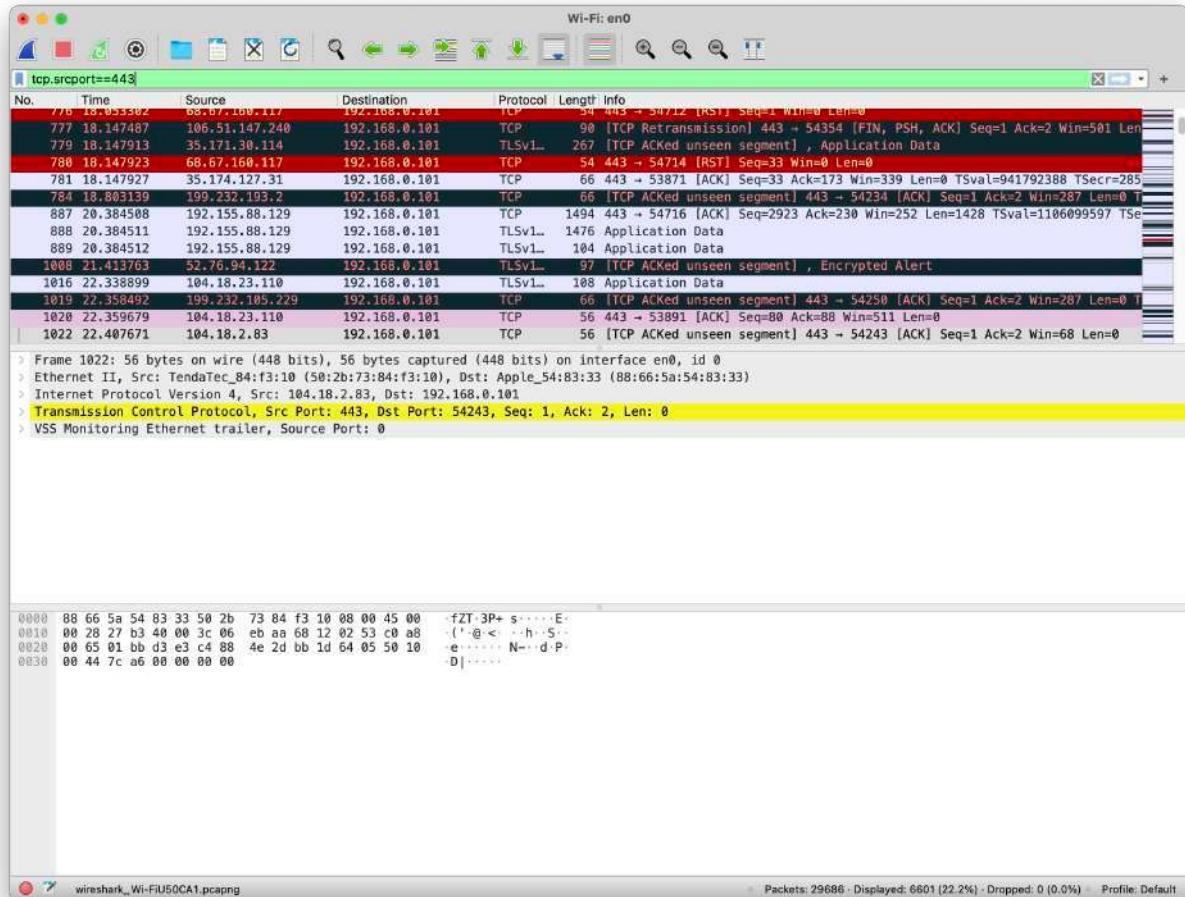 Wi-Fi: en0
tcp.srcport==443
No. Time Source Destination Protocol Length Info
776 18.053302 68.67.160.117 192.168.0.101 TCP 54 443 → 54712 [RST] Seq=1 Win=0 Len=0
777 18.147487 106.51.147.240 192.168.0.101 TCP 90 [TCP Retransmission] 443 → 54354 [FIN, PSH, ACK] Seq=1 Ack=2 Win=501 Len
779 18.147913 35.171.30.114 192.168.0.101 TLSv1… 267 [TCP ACKed unseen segment] , Application Data
780 18.147923 68.67.160.117 192.168.0.101 TCP 54 443 → 54714 [RST] Seq=33 Win=0 Len=0
781 18.147927 35.174.127.31 192.168.0.101 TCP 66 443 → 53871 [ACK] Seq=33 Ack=173 Win=339 Len=0 TSval=941792388 TSecr=285
784 18.803139 199.232.193.2 192.168.0.101 TCP 66 [TCP ACKed unseen segment] 443 → 54234 [ACK] Seq=1 Ack=2 Win=287 Len=0 T
887 20.384508 192.155.88.129 192.168.0.101 TCP 1494 443 → 54716 [ACK] Seq=2923 Ack=230 Win=252 Len=1428 TSval=1106099597 TSe
888 20.384511 192.155.88.129 192.168.0.101 TLSv1… 1476 Application Data
889 20.384512 192.155.88.129 192.168.0.101 TLSv1… 104 Application Data
1008 21.413763 52.76.94.122 192.168.0.101 TLSv1… 97 [TCP ACKed unseen segment] , Encrypted Alert
1016 22.338899 104.18.23.110 192.168.0.101 TLSv1… 108 Application Data
1019 22.358492 199.232.105.229 192.168.0.101 TCP 66 [TCP ACKed unseen segment] 443 → 54250 [ACK] Seq=1 Ack=2 Win=287 Len=0 T
1020 22.359679 104.18.23.110 192.168.0.101 TCP 56 443 → 53891 [ACK] Seq=80 Ack=88 Win=511 Len=0
1022 22.407671 104.18.2.83 192.168.0.101 TCP 56 [TCP ACKed unseen segment] 443 → 54243 [ACK] Seq=1 Ack=2 Win=68 Len=0
Frame 1022: 56 bytes on wire (448 bits), 56 bytes captured (448 bits) on interface en0, id 0
Ethernet II, Src: TendaTec_84:f3:10 (50:2b:73:84:f3:10), Dst: Apple_54:83:33 (88:66:5a:54:83:33)
Internet Protocol Version 4, Src: 104.18.2.83, Dst: 192.168.0.101
Transmission Control Protocol, Src Port: 443, Dst Port: 54243, Seq: 1, Ack: 2, Len: 0
VSS Monitoring Ethernet trailer, Source Port: 0
0000 88 66 5a 54 83 33 50 2b 73 84 f3 10 08 00 45 00 ·fZT·3P+ s·····E·
0010 00 28 27 b3 40 00 3c 06 eb aa 68 12 02 53 c0 a8 ·('·@·<· ··h··S··
0020 00 65 01 bb d3 e3 c4 88 4e 2d bb 1d 64 05 50 10 ·e······ N-··d·P·
0030 00 44 7c a6 00 00 00 00 ·D|·····
wireshark_Wi-FiU50CA1.pcapng
Packets: 29686 · Displayed: 6601 (22.2%) · Dropped: 0 (0.0%)
Profile: Default